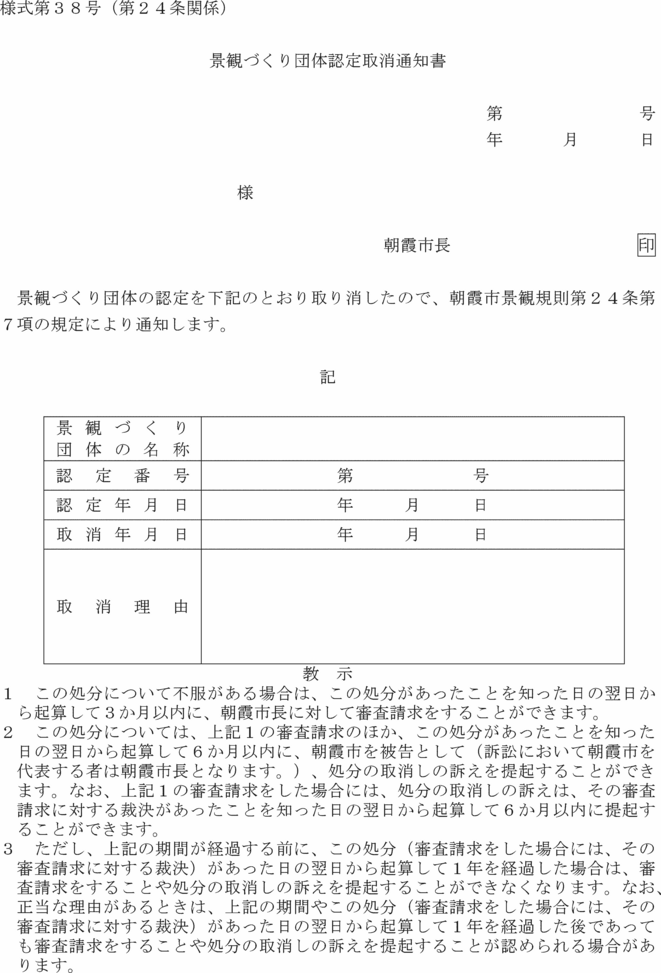 様式第３８号（第２４条関係）
景観づくり団体認定取消通知書
第　　　　　　　　号
年　　　月　　　日
様
朝霞市長　　　　　　　　印
景観づくり団体の認定を下記のとおり取り消したので、朝霞市景観規則第２４条第
７項の規定により通知します。
記
景観づくり
団体の名称
認定番号　第　　　　　　　号
認定年月日　年　　　月　　　日
取消年月日　年　　　月　　　日
取消理由
教　示
１　この処分について不服がある場合は、この処分があったことを知った日の翌日か
ら起算して３か月以内に、朝霞市長に対して審査請求をすることができます。
２　この処分については、上記１の審査請求のほか、この処分があったことを知った
日の翌日から起算して６か月以内に、朝霞市を被告として（訴訟において朝霞市を
代表する者は朝霞市長となります。）、処分の取消しの訴えを提起することができ
ます。なお、上記１の審査請求をした場合には、処分の取消しの訴えは、その審査
請求に対する裁決があったことを知った日の翌日から起算して６か月以内に提起す
ることができます。
３　ただし、上記の期間が経過する前に、この処分（審査請求をした場合には、その
審査請求に対する裁決）があった日の翌日から起算して１年を経過した場合は、審
査請求をすることや処分の取消しの訴えを提起することができなくなります。なお、
正当な理由があるときは、上記の期間やこの処分（審査請求をした場合には、その
審査請求に対する裁決）があった日の翌日から起算して１年を経過した後であって
も審査請求をすることや処分の取消しの訴えを提起することが認められる場合があ
ります。